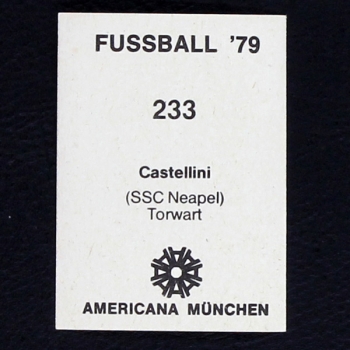 FUSSBALL '79
233
Castellini
(SSC Neapel)
Torwart
AMERICANA MÜNCHEN